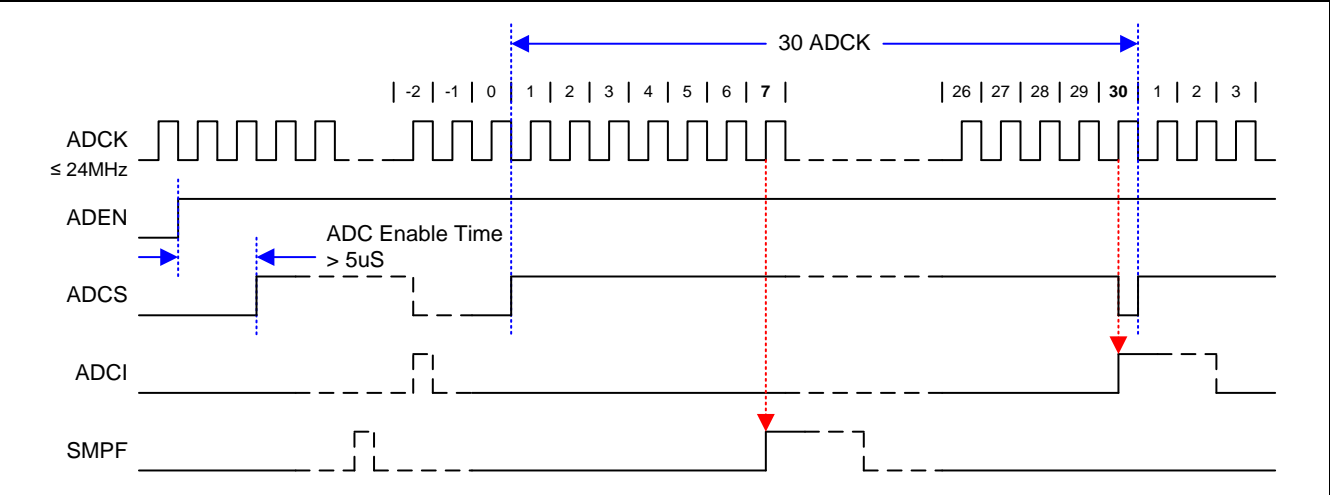 30 ADCK
| -2 | -1 | 0 | 1 | 2 | 3 | 4 | 5 | 6 | 7 | | 26 | 27 | 28 | 29 | 30 | 1 | 2 | 3 |
ADCK
≤ 24MHz
ADEN
ADC Enable Time
> 5uS
ADCS
ADCI
SMPF